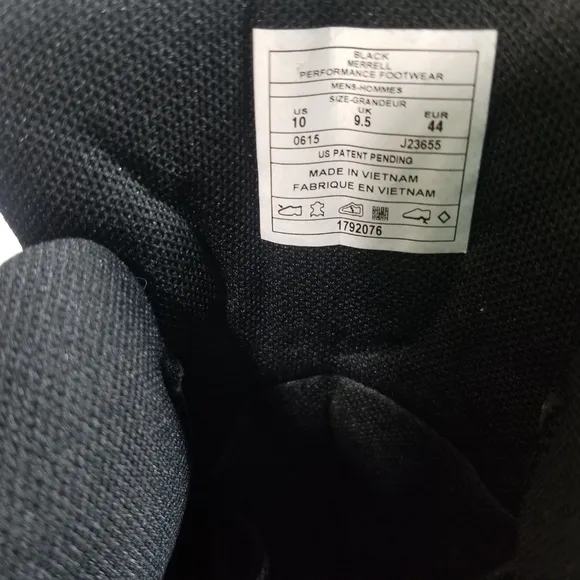 BLACK
MERRELL
PERFORMANCE FOOTWEAR
MENS-HOMMES
SIZE-GRANDEUR
US UK EUR
10 9.5 44
0615 J23655
US PATENT PENDING
MADE IN VIETNAM
FABRIQUE EN VIETNAM
1792076